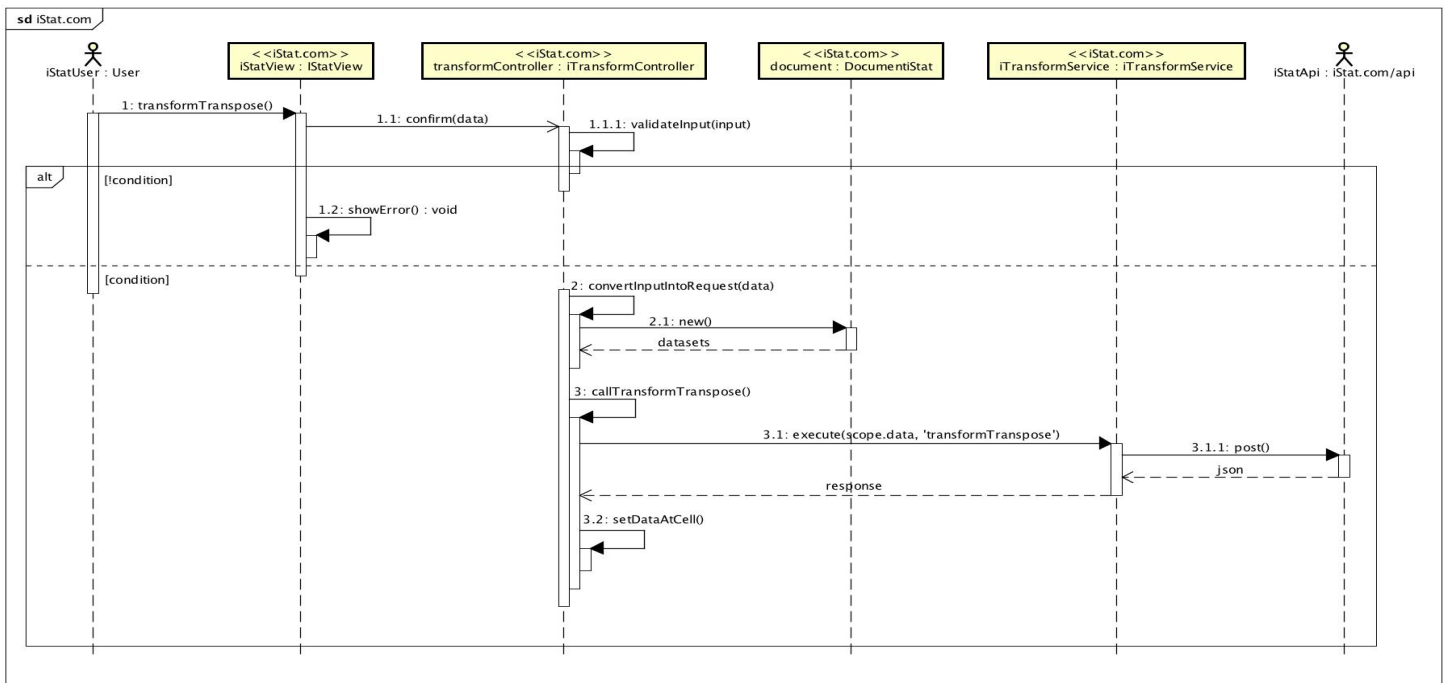 sd iStat.com
iStatUser : User
<<iStat.com>>
iStatView : IStatView
<<iStat.com>>
transformController : iTransformController
<<iStat.com>>
document : DocumentiStat
<<iStat.com>>
iTransformService : iTransformService
iStatApi : iStat.com/api
1: transformTranspose()
1.1: confirm(data)
1.1.1: validateInput(input)
alt
[!condition]
1.2: showError() : void
[condition]
2: convertInputIntoRequest(data)
2.1: new()
datasets
3: callTransformTranspose()
3.1: execute(scope.data, 'transformTranspose')
3.1.1: post()
json
response
3.2: setDataAtCell()